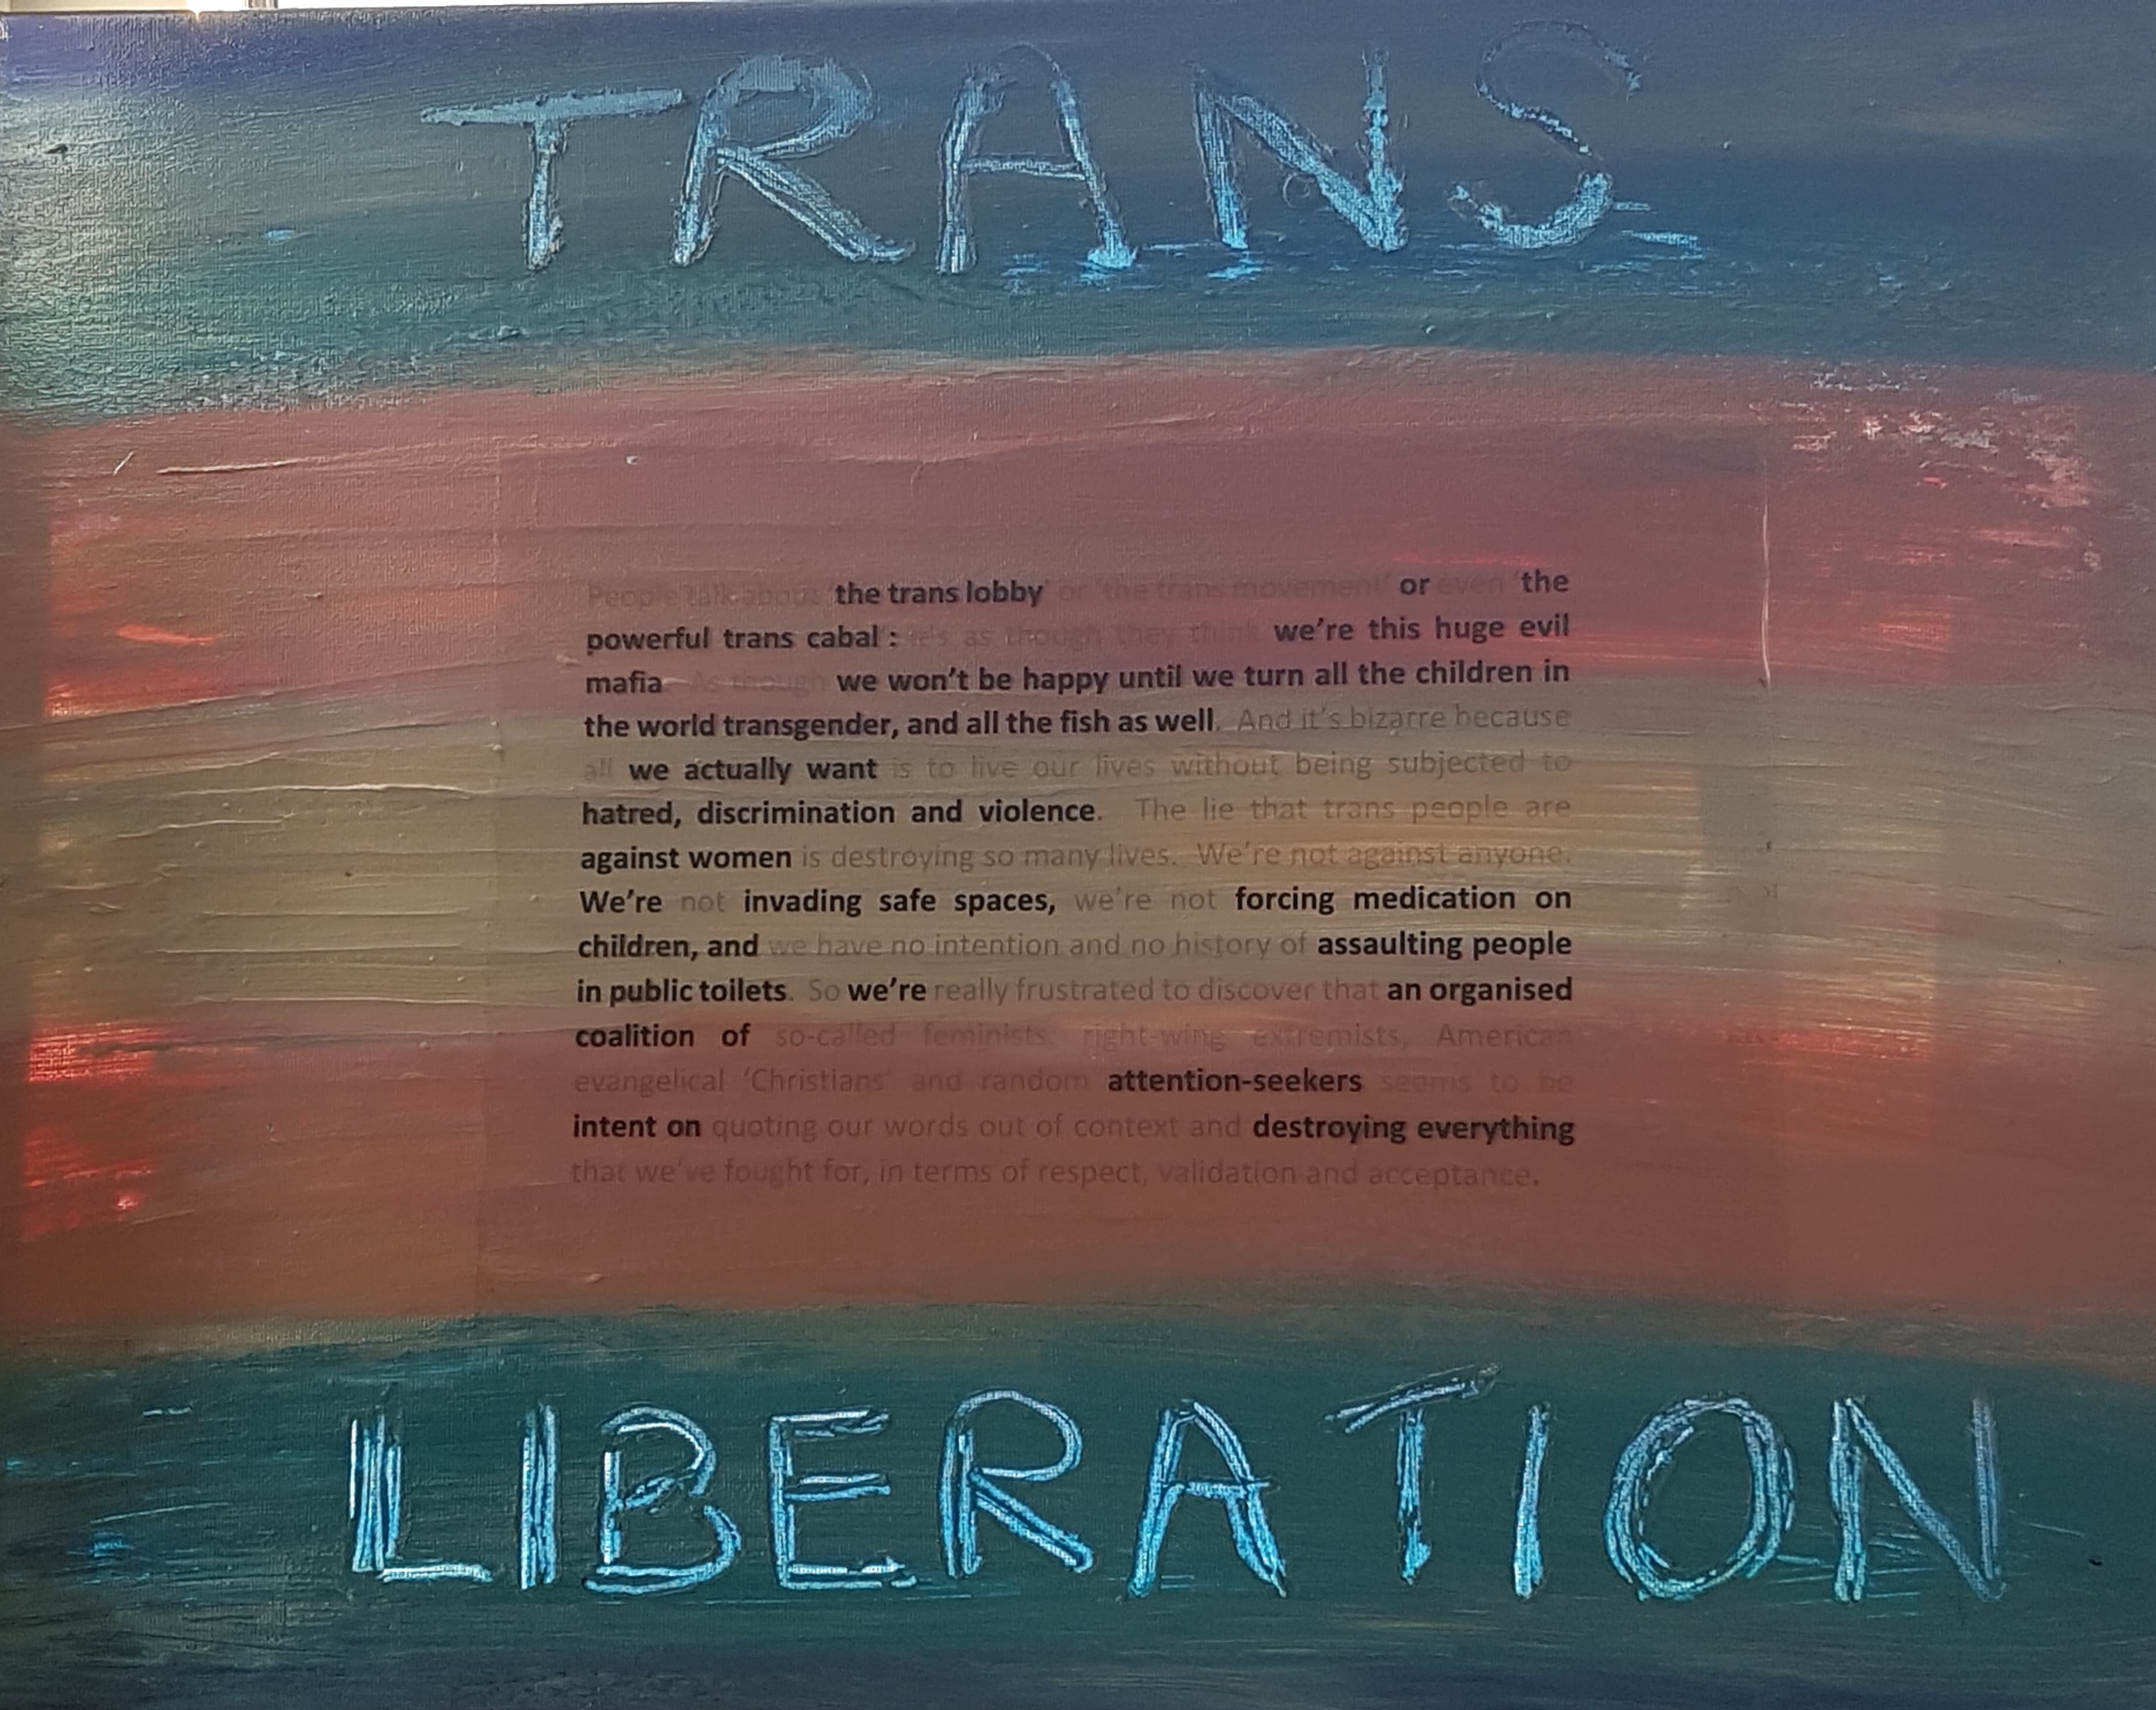 TRANS
People talk about 'the trans lobby' or 'the trans movement' or even 'the
powerful trans cabal : it's as though they think we're this huge evil
mafia. As though we won't be happy until we turn all the children in
the world transgender, and all the fish as well. And it's bizarre because
all we actually want is to live our lives without being subjected to
hatred, discrimination and violence. The lie that trans people are
against women is destroying so many lives. We're not against anyone.
We're not invading safe spaces, we're not forcing medication on
children, and we have no intention and no history of assaulting people
in public toilets. So we're really frustrated to discover that an organised
coalition of so-called feminists, right-wing extremists, American
evangelical 'Christians' and random attention-seekers seems to be
intent on quoting our words out of context and destroying everything
that we've fought for, in terms of respect, validation and acceptance.
LIBERATION